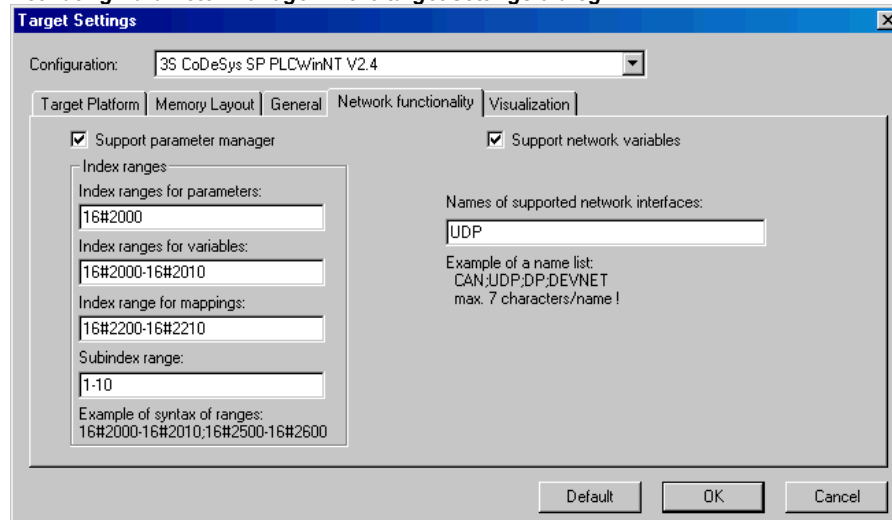 Target Settings
Configuration: 3S CoDeSys SP PLCWinNT V2.4
Target Platform Memory Layout General Network functionality Visualization
Support parameter manager
Support network variables
Index ranges
Index ranges for parameters:
16#2000
Index ranges for variables:
16#2000-16#2010
Index range for mappings:
16#2200-16#2210
Subindex range:
1-10
Example of syntax of ranges:
16#2000-16#2010;16#2500-16#2600
Names of supported network interfaces:
UDP
Example of a name list:
CAN;UDP;DP;DEVNET
max. 7 characters/name !
Default OK Cancel